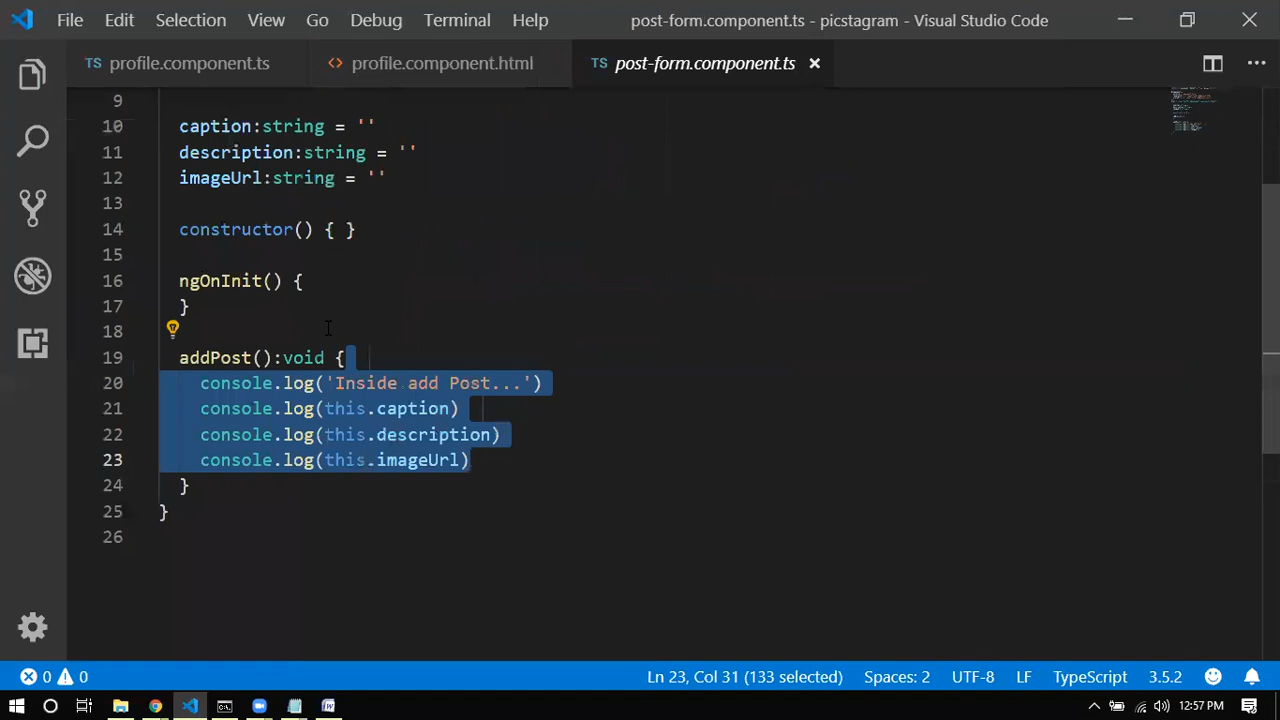 File Edit Selection View Go Debug Terminal Help post-form.component.ts - picstagram - Visual Studio Code
TS profile.component.ts <> profile.component.html TS post-form.component.ts
9
10 caption:string = ''
11 description:string = ''
12 imageUrl:string = ''
13
14 constructor() { }
15
16 ngOnInit() {
17 }
18
19 addPost():void {
20 console.log('Inside add Post...')
21 console.log(this.caption)
22 console.log(this.description)
23 console.log(this.imageUrl)
24 }
25 }
26
0 0 Ln 23, Col 31 (133 selected) Spaces: 2 UTF-8 LF TypeScript 3.5.2
12:57 PM